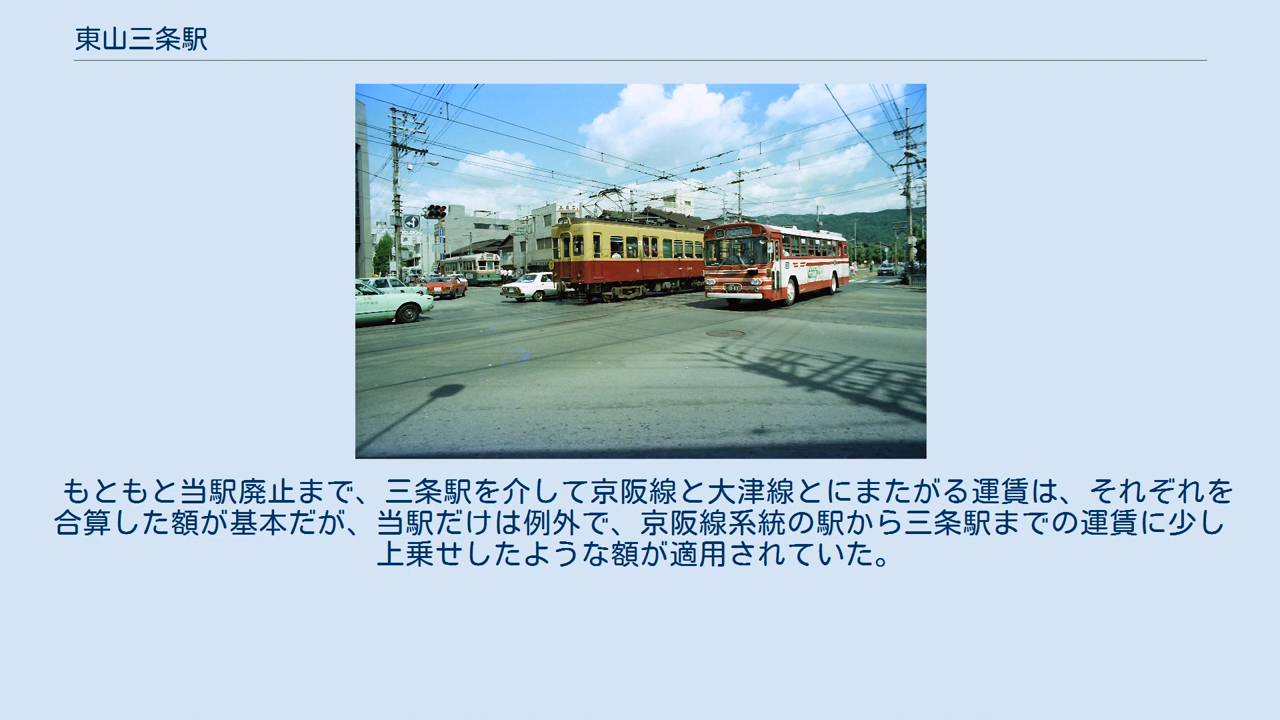 東山三条駅
もともと当駅廃止まで、三条駅を介して京阪線と大津線とにまたがる運賃は、それぞれを
合算した額が基本だが、当駅だけは例外で、京阪線系統の駅から三条駅までの運賃に少し
上乗せしたような額が適用されていた。